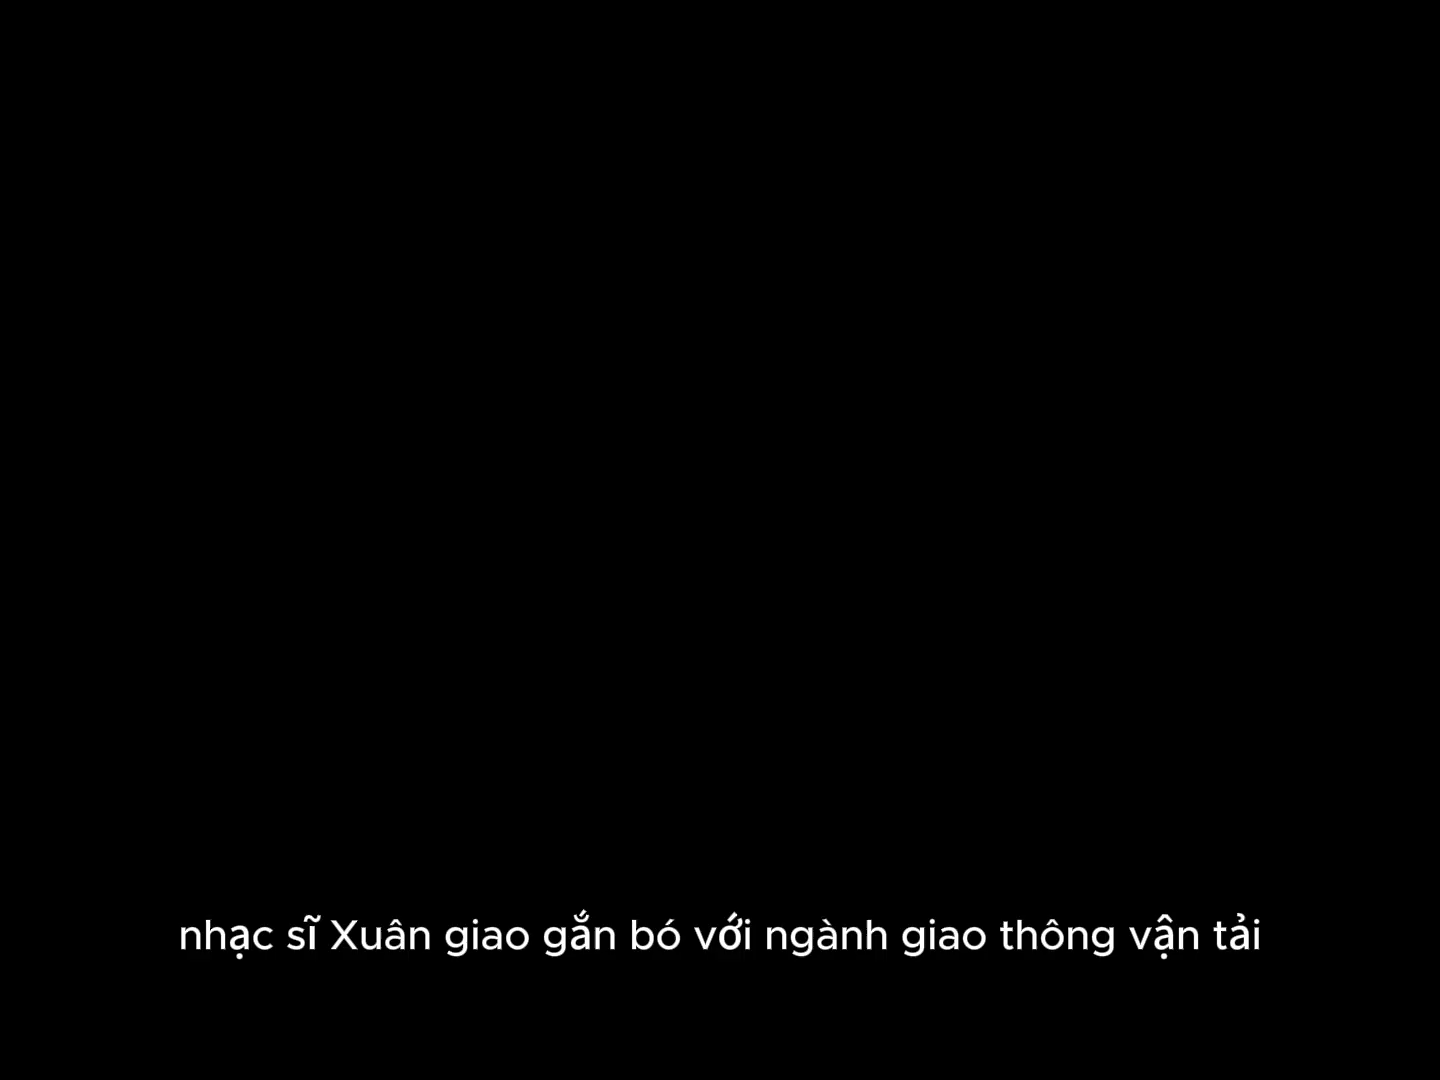 nhạc sĩ Xuân giao gắn bó với ngành giao thông vận tải